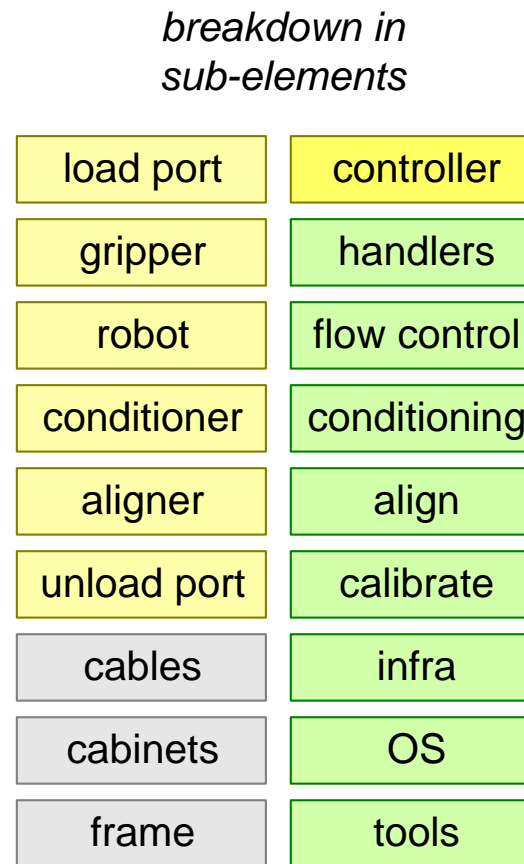 breakdown in
sub-elements
load port
controller
gripper
handlers
robot
flow control
conditioner
conditioning
aligner
align
unload port
calibrate
cables
infra
cabinets
OS
frame
tools